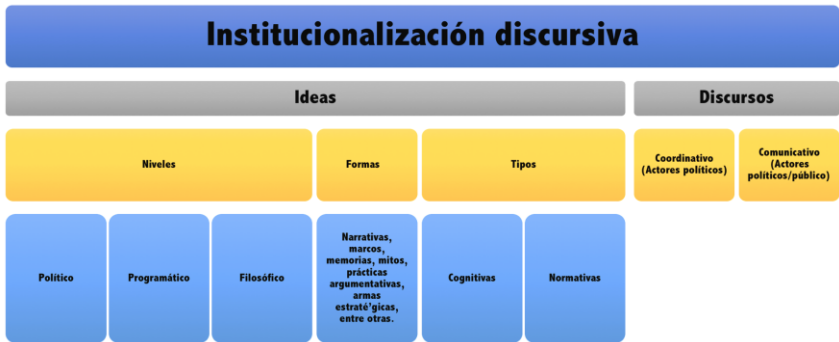 Institucionalización discursiva
Ideas
Discursos
Niveles
Formas
Tipos
Coordinativo
(Actores políticos)
Comunicativo
(Actores
políticos/público)
Político
Programático
Filosófico
Narrativas,
marcos,
memorias, mitos,
prácticas
argumentativas,
armas
estraté'gicas,
entre otras.
Cognitivas
Normativas